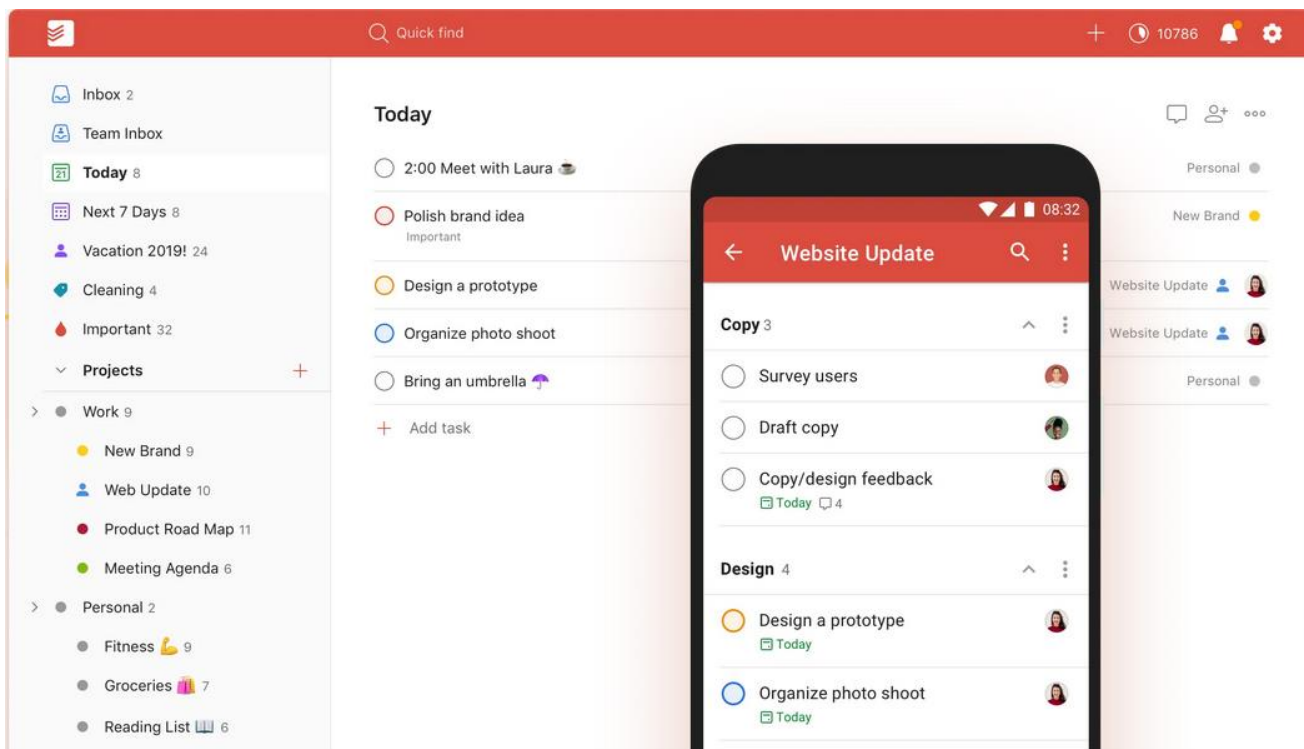 Quick find
10786
Inbox 2
Team Inbox
21
Today 8
Next 7 Days 8
Vacation 2019! 24
Cleaning 4
Important 32
Projects
Work 9
New Brand 9
Web Update 10
Product Road Map 11
Meeting Agenda 6
Personal 2
Fitness 💪 9
Groceries 🛍️ 7
Reading List 📖 6
Today
2:00 Meet with Laura ☕
Personal
Polish brand idea
Important
New Brand
Design a prototype
Website Update
Organize photo shoot
Website Update
Bring an umbrella ☂️
Personal
Add task
08:32
Website Update
Copy 3
Survey users
Draft copy
Copy/design feedback
Today 4
Design 4
Design a prototype
Today
Organize photo shoot
Today